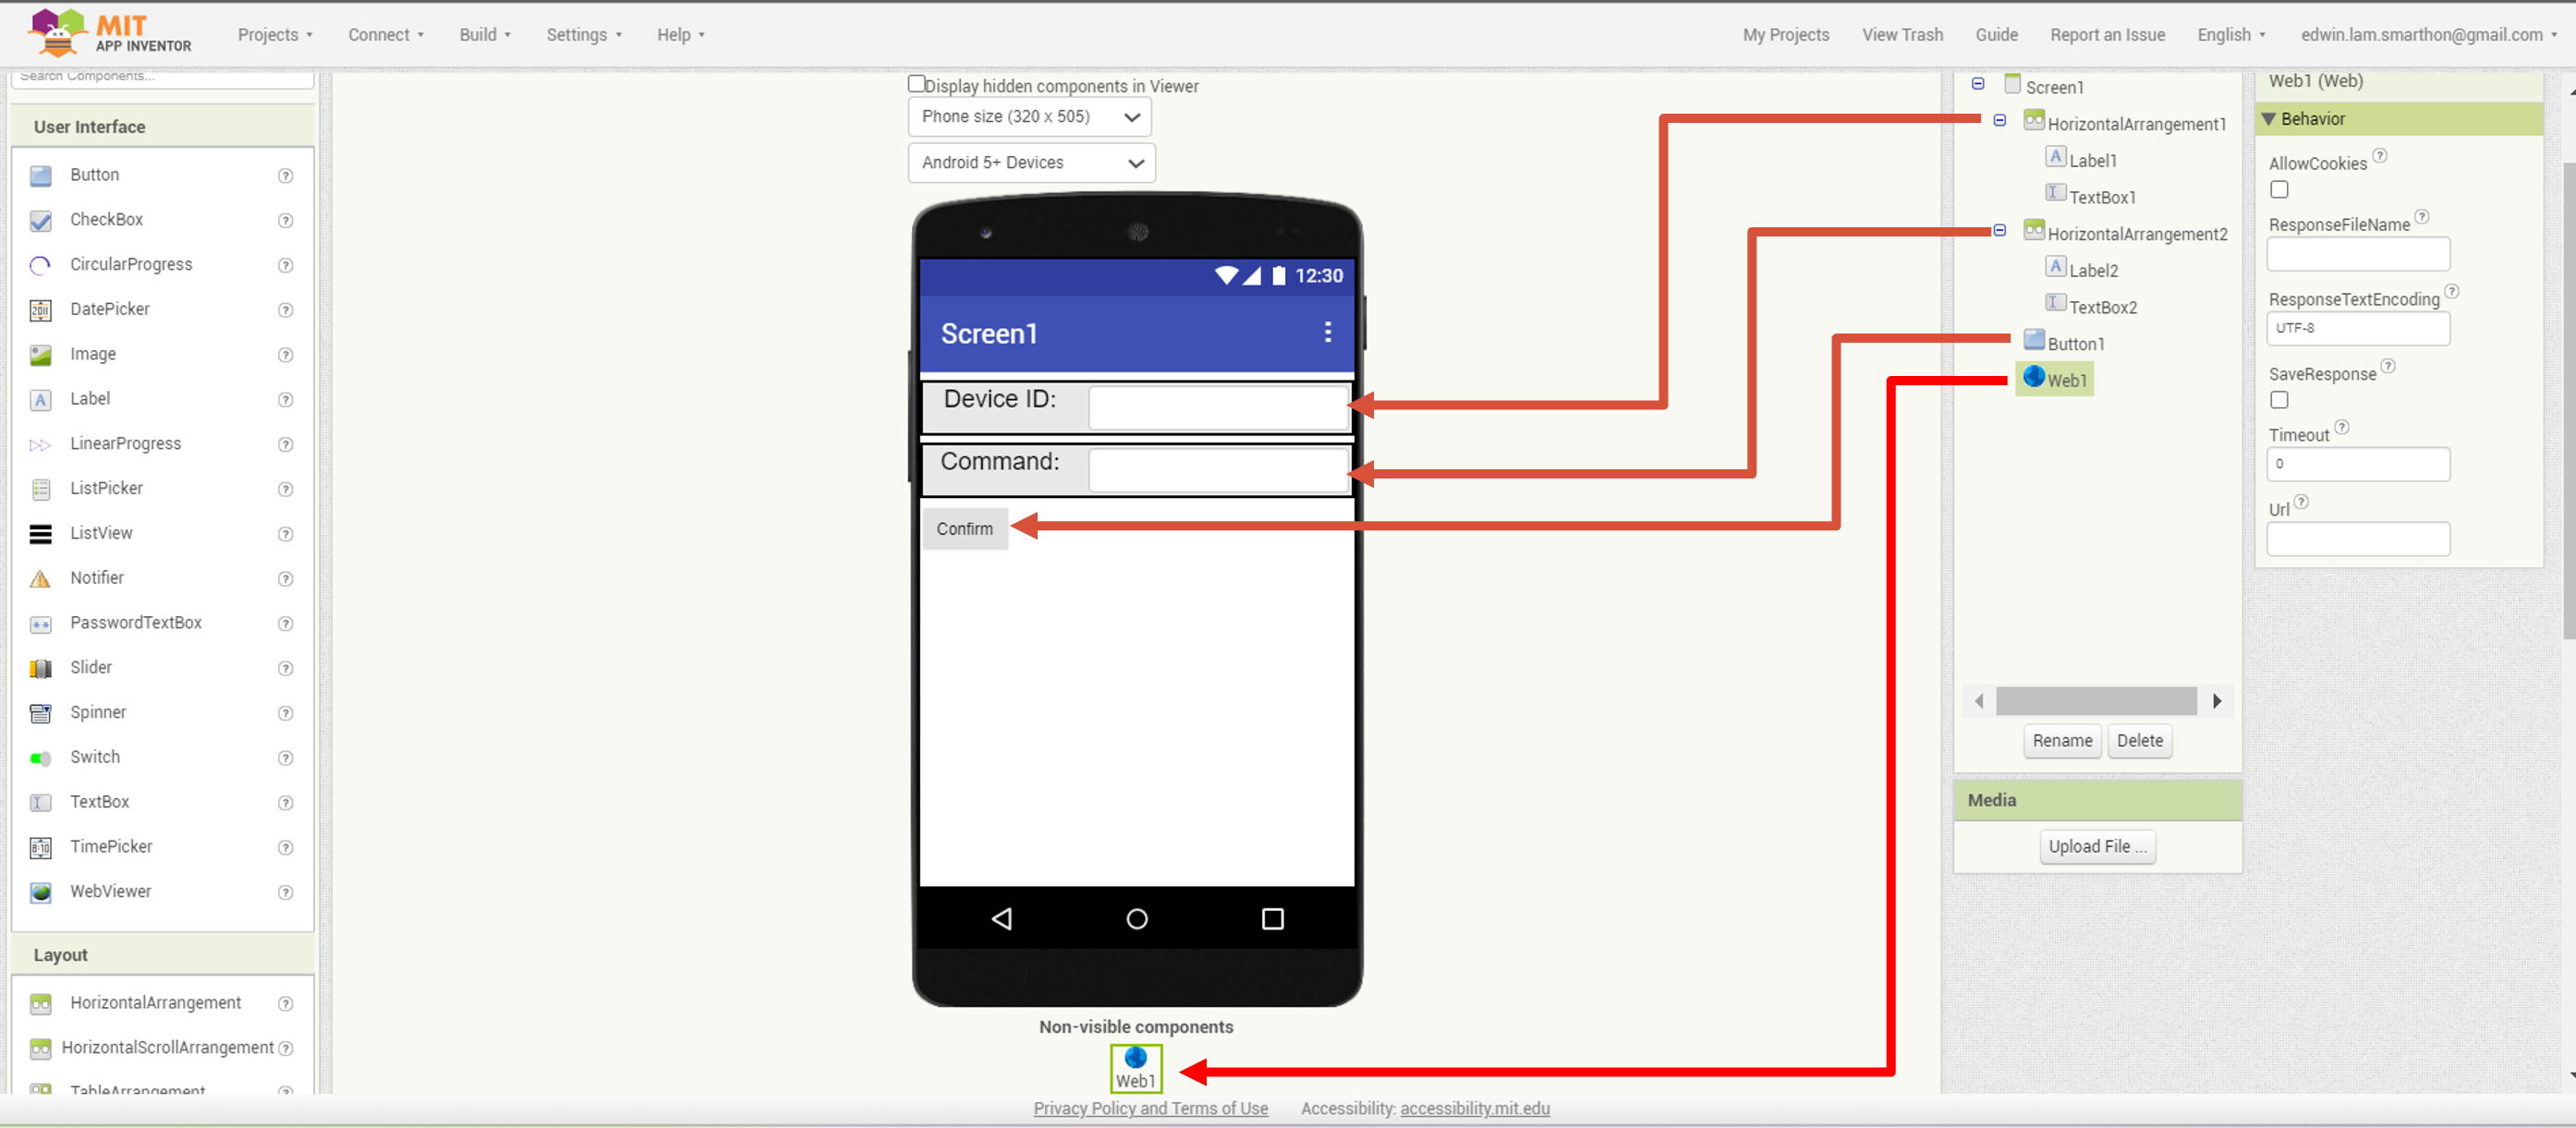 MIT
APP INVENTOR
Projects
Connect
Build
Settings
Help
My Projects
View Trash
Guide
Report an Issue
English
edwin.lam.smarthon@gmail.com
Search Components...
User Interface
Button
CheckBox
CircularProgress
DatePicker
Image
Label
LinearProgress
ListPicker
ListView
Notifier
PasswordTextBox
Slider
Spinner
Switch
TextBox
TimePicker
WebViewer
Layout
HorizontalArrangement
HorizontalScrollArrangement
TableArrangement
Display hidden components in Viewer
Phone size (320 x 505)
Android 5+ Devices
12:30
Screen1
Device ID:
Command:
Confirm
Non-visible components
Web1
Screen1
HorizontalArrangement1
Label1
TextBox1
HorizontalArrangement2
Label2
TextBox2
Button1
Web1
Rename
Delete
Media
Upload File ...
Web1 (Web)
Behavior
AllowCookies
ResponseFileName
ResponseTextEncoding
UTF-8
SaveResponse
Timeout
0
Url
Privacy Policy and Terms of Use
Accessibility: accessibility.mit.edu